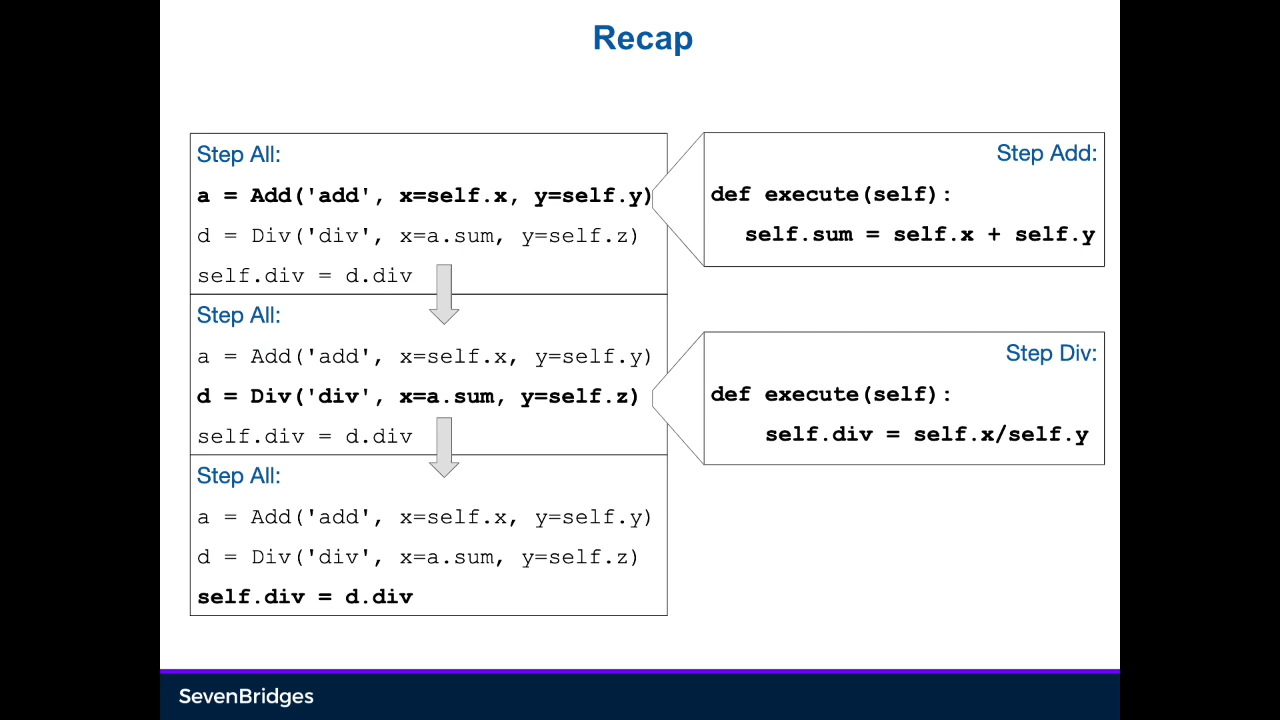 Recap
Step All:
a = Add('add', x=self.x, y=self.y)
d = Div('div', x=a.sum, y=self.z)
self.div = d.div
Step Add:
def execute(self):
self.sum = self.x + self.y
Step All:
a = Add('add', x=self.x, y=self.y)
d = Div('div', x=a.sum, y=self.z)
self.div = d.div
Step Div:
def execute(self):
self.div = self.x/self.y
Step All:
a = Add('add', x=self.x, y=self.y)
d = Div('div', x=a.sum, y=self.z)
self.div = d.div
SevenBridges